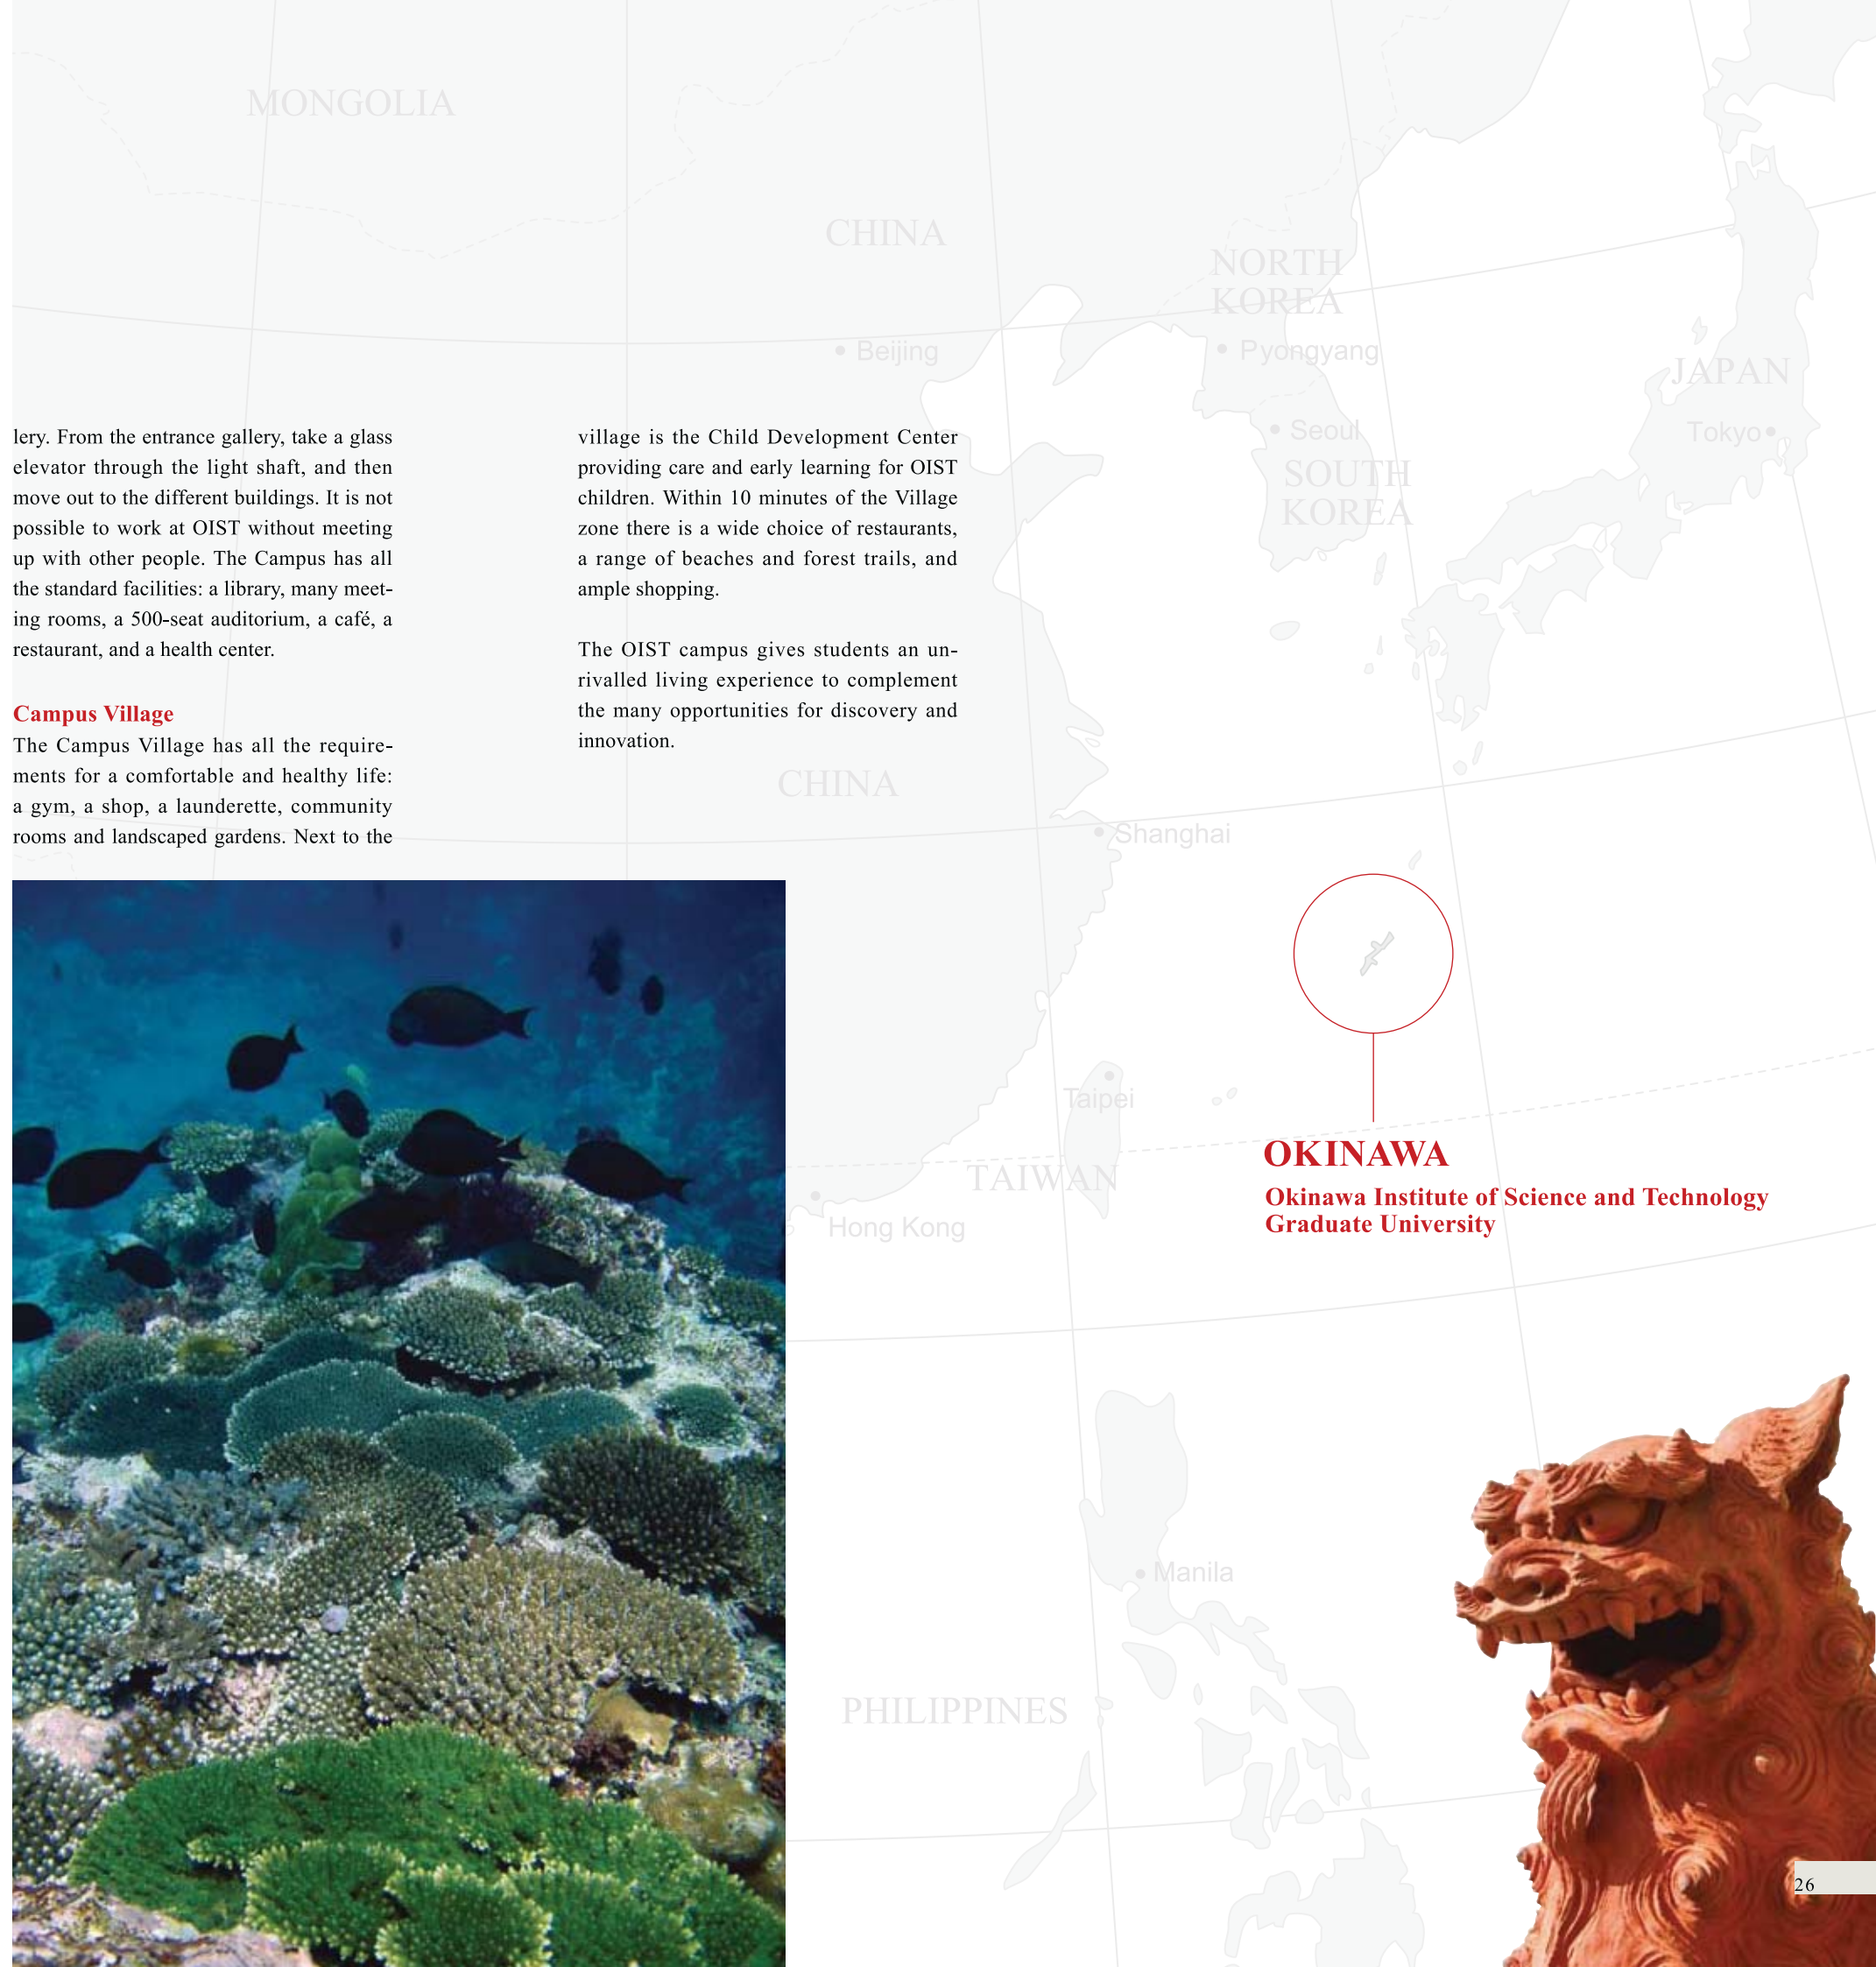 lery. From the entrance gallery, take a glass
elevator through the light shaft, and then
move out to the different buildings. It is not
possible to work at OIST without meeting
up with other people. The Campus has all
the standard facilities: a library, many meet-
ing rooms, a 500-seat auditorium, a café, a
restaurant, and a health center.
Campus Village
The Campus Village has all the require-
ments for a comfortable and healthy life:
a gym, a shop, a launderette, community
rooms and landscaped gardens. Next to the
village is the Child Development Center
providing care and early learning for OIST
children. Within 10 minutes of the Village
zone there is a wide choice of restaurants,
a range of beaches and forest trails, and
ample shopping.
The OIST campus gives students an un-
rivalled living experience to complement
the many opportunities for discovery and
innovation.
MONGOLIA
CHINA
NORTH
KOREA
Beijing
Pyongyang
JAPAN
Seoul
Tokyo
SOUTH
KOREA
CHINA
Shanghai
Taipei
TAIWAN
Hong Kong
OKINAWA
Okinawa Institute of Science and Technology
Graduate University
Manila
PHILIPPINES
26